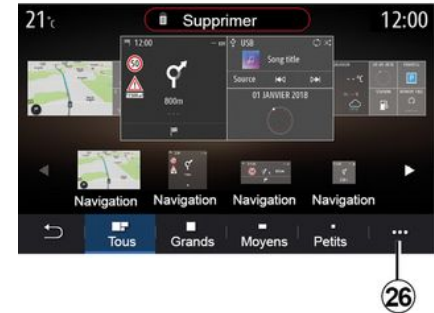 21°c
Supprimer
12:00
12:00
USB
50
Song title
Source
800m
01 JANVIER 2018
Navigation
Navigation
Navigation
Navigation
Tous
Grands
Moyens
Petits
26